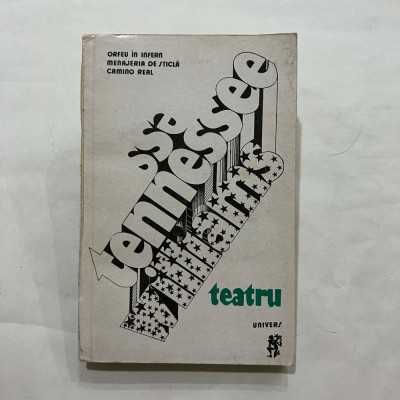 ORFEU ÎN INFERN
MENAJERIA DE STICLĂ
CAMINO REAL
tennessee
williams
teatru
UNIVERS